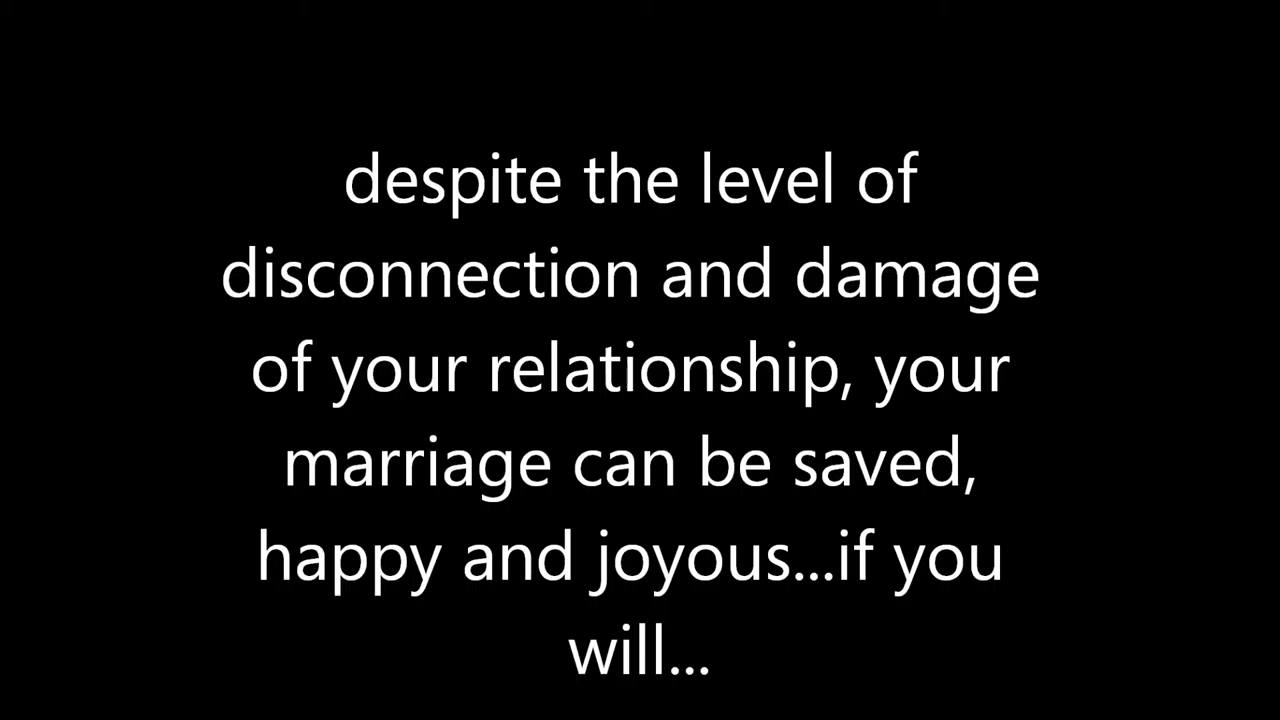 despite the level of
disconnection and damage
of your relationship, your
marriage can be saved,
happy and joyous...if you
will...